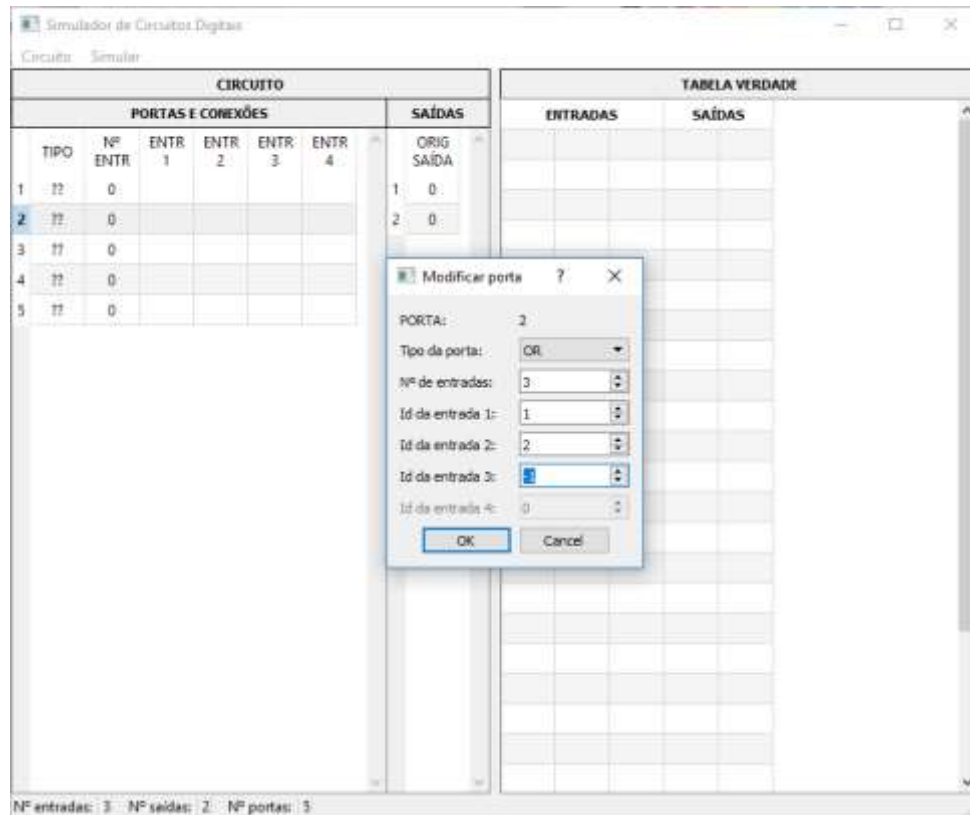 Simulador de Circuitos Digitais
Circuito Simular
CIRCUITO
PORTAS E CONEXÕES SAÍDAS
TIPO Nº ENTR ENTR 1 ENTR 2 ENTR 3 ENTR 4 ORIG SAÍDA
1 ?? 0 1 0
2 ?? 0 2 0
3 ?? 0
4 ?? 0
5 ?? 0
TABELA VERDADE
ENTRADAS SAÍDAS
Modificar porta ?
PORTA: 2
Tipo da porta: OR
Nº de entradas: 3
Id da entrada 1: 1
Id da entrada 2: 2
Id da entrada 3: -1
Id da entrada 4: 0
OK Cancel
Nº entradas: 3 Nº saídas: 2 Nº portas: 5